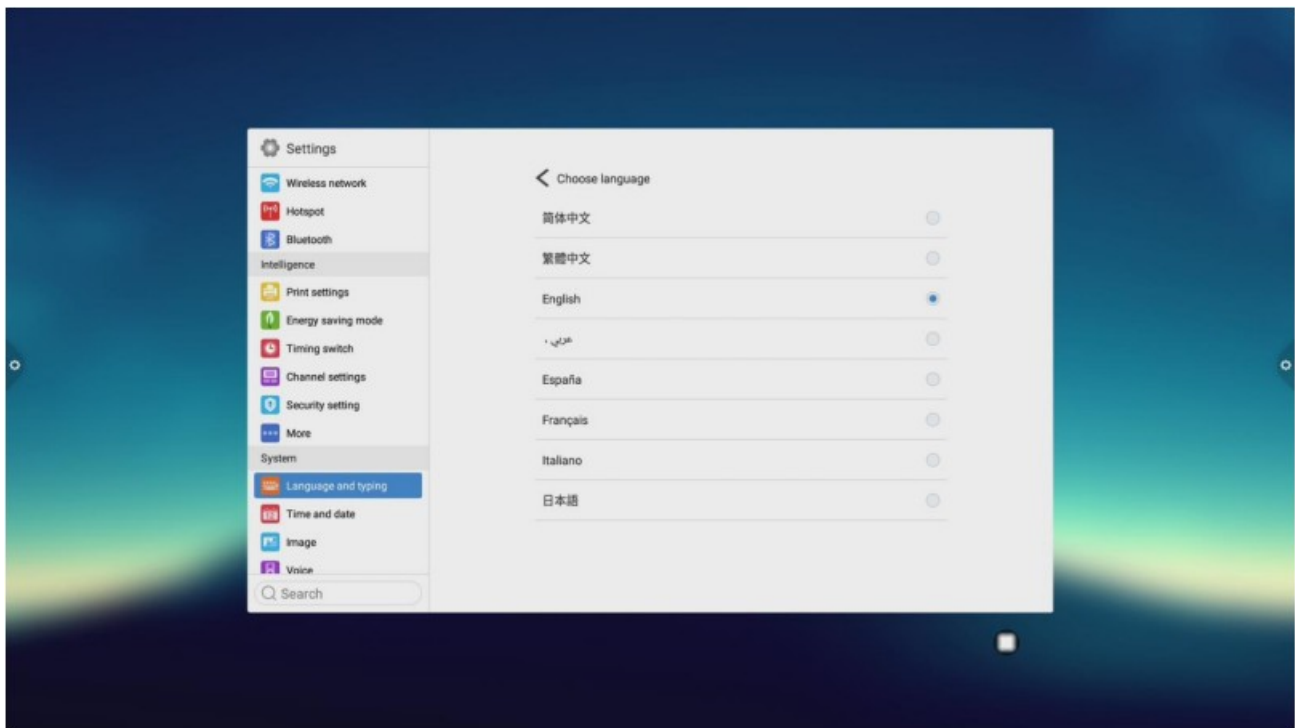 Settings
Wireless network
Hotspot
Bluetooth
Intelligence
Print settings
Energy saving mode
Timing switch
Channel settings
Security setting
More
System
Language and typing
Time and date
Image
Voice
Search
Choose language
简体中文
繁體中文
English
عربي ،
España
Français
Italiano
日本語